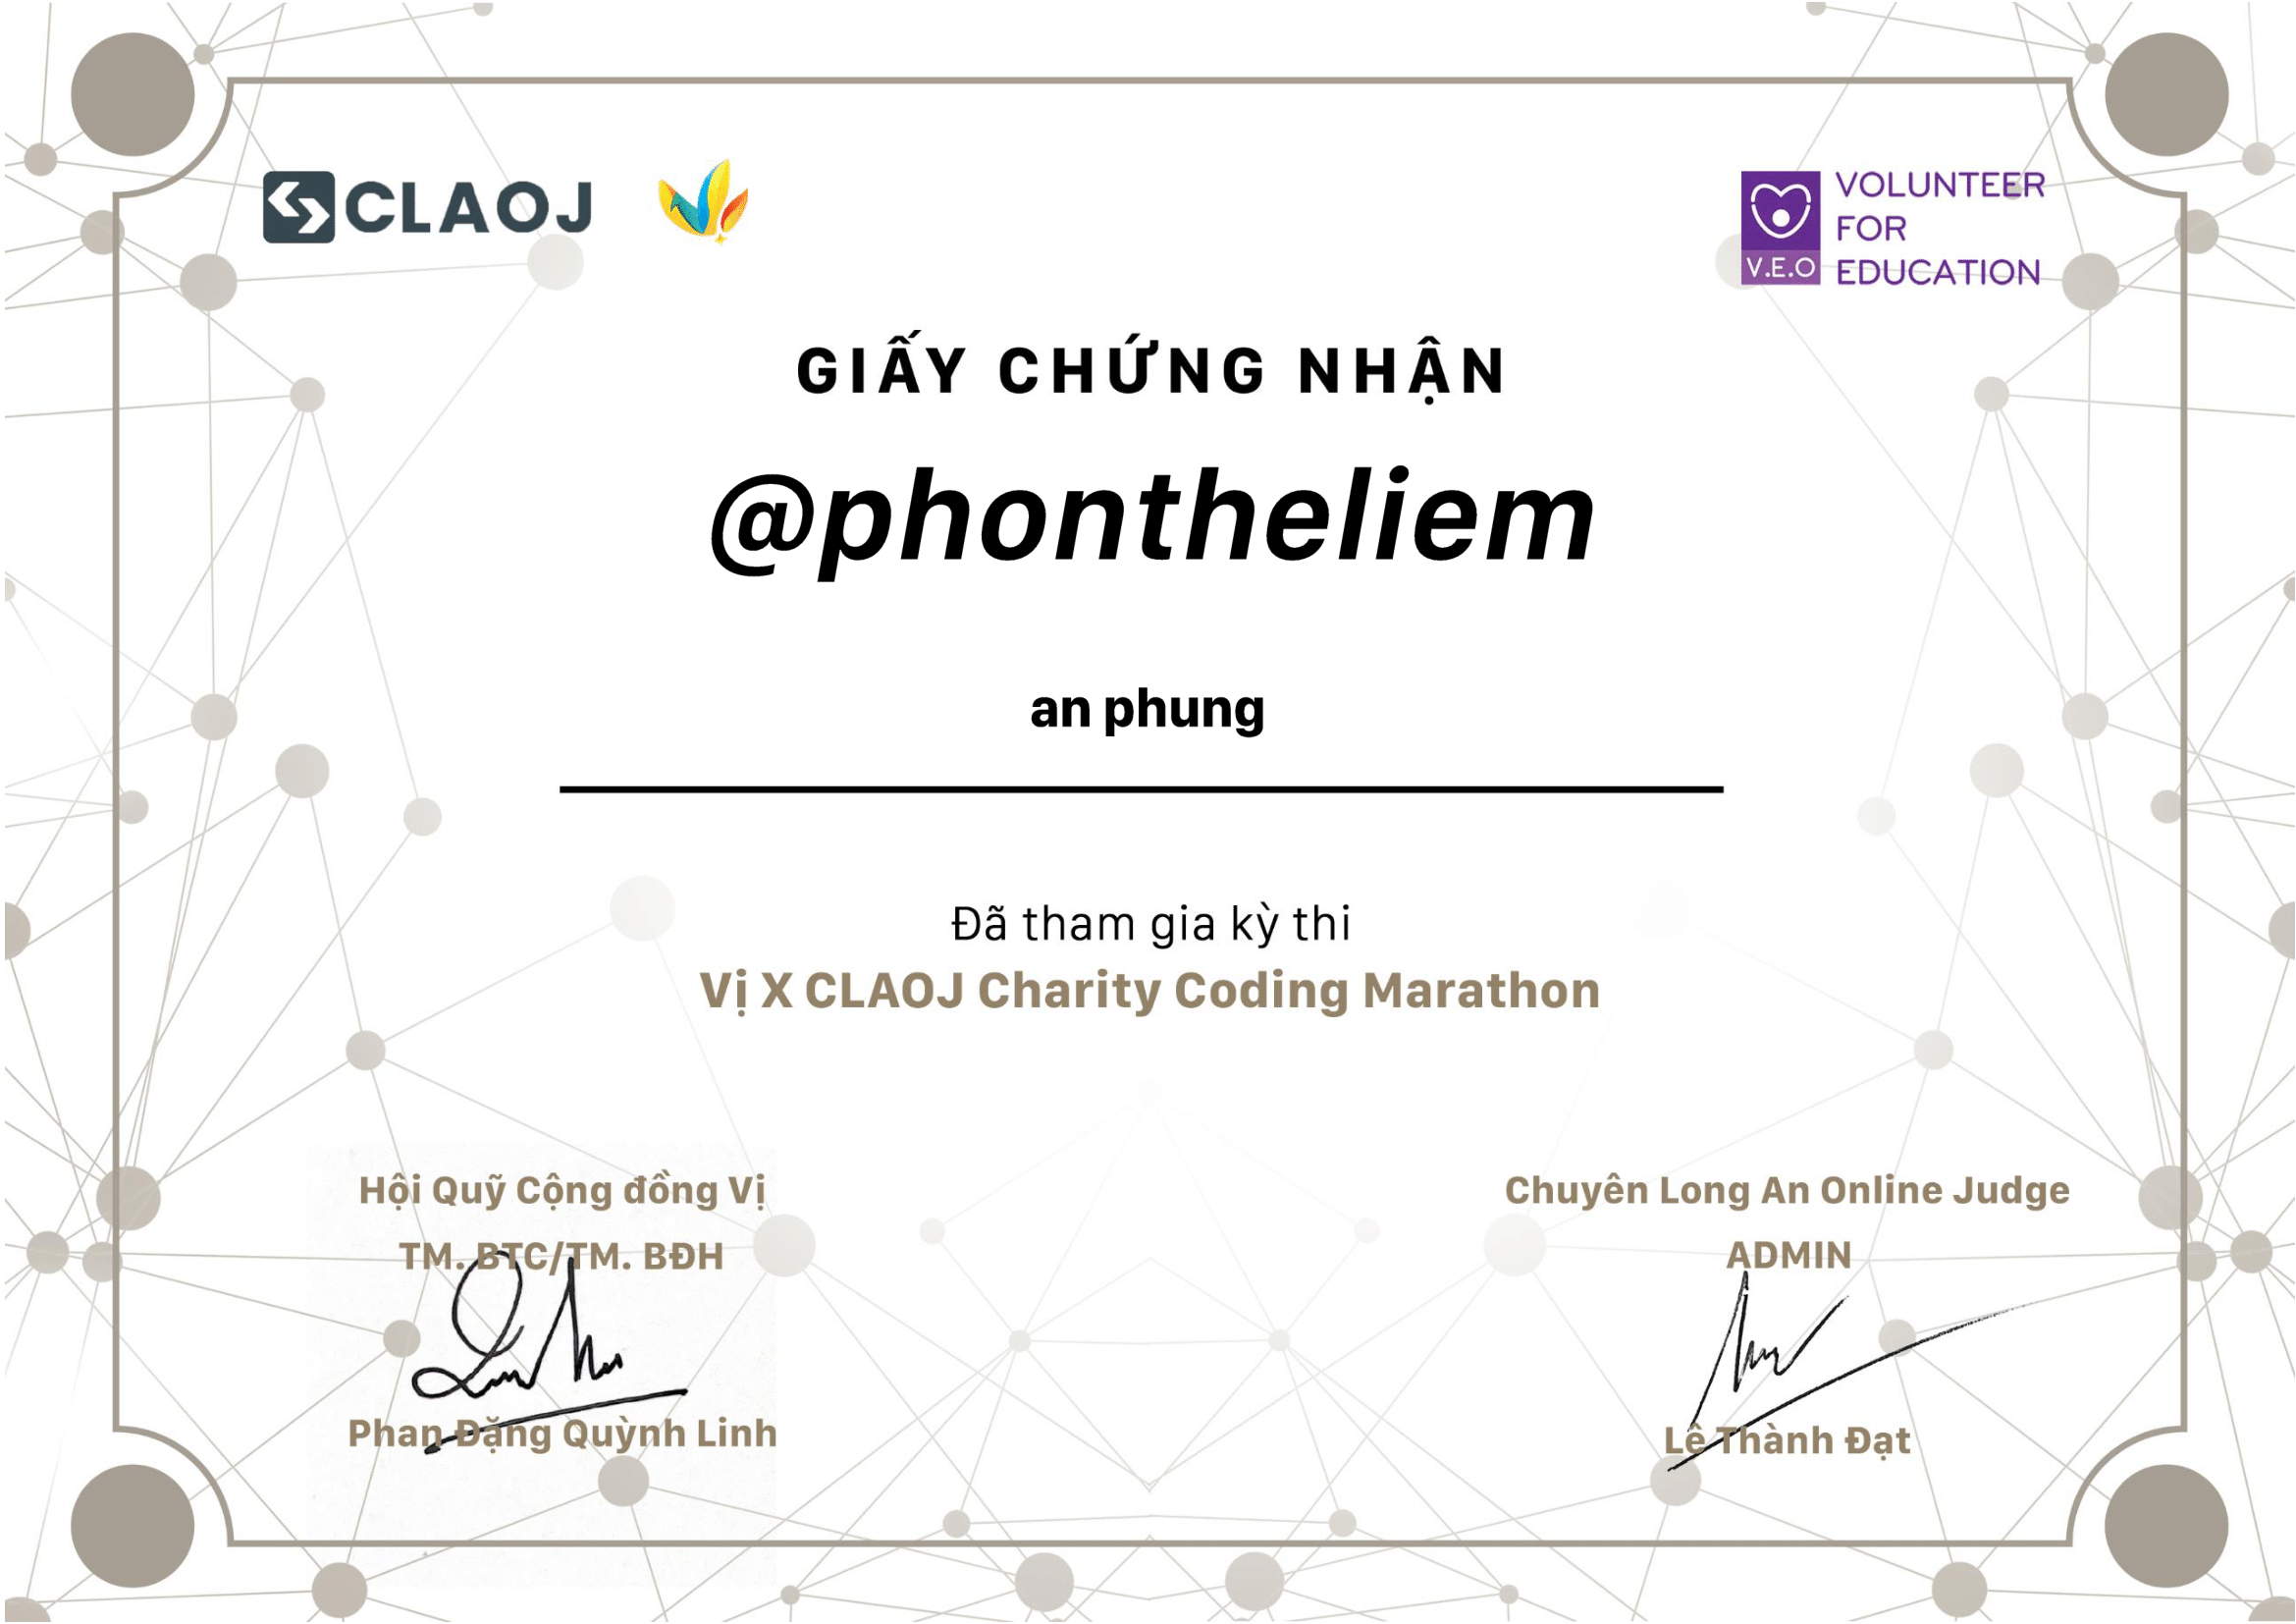 CLAOJ
VOLUNTEER
FOR
EDUCATION
V.E.O
GIẤY CHỨNG NHẬN
@phontheliem
an phung
Đã tham gia kỳ thi
Vị X CLAOJ Charity Coding Marathon
Hội Quỹ Cộng đồng Vị
TM. BTC/TM. BĐH
Phan Đặng Quỳnh Linh
Chuyên Long An Online Judge
ADMIN
Lê Thành Đạt